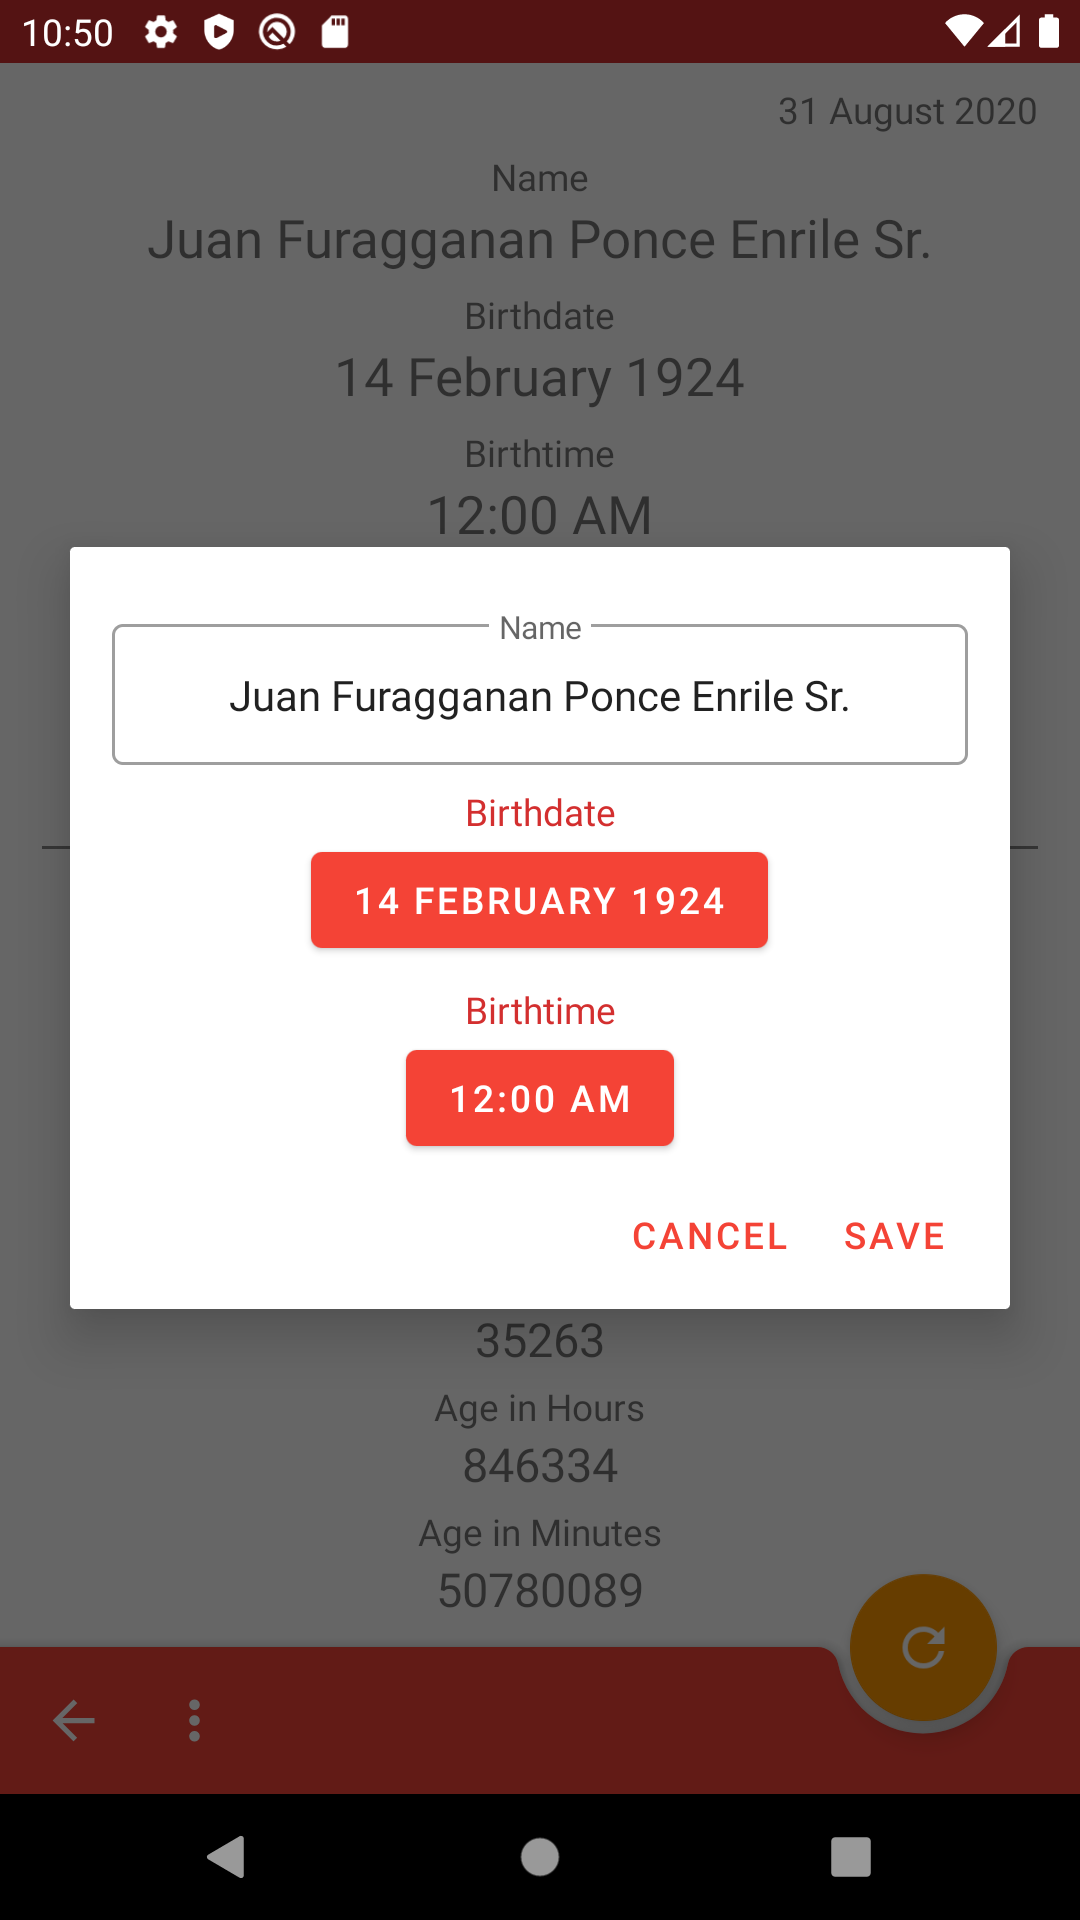 10:50
31 August 2020
Name
Juan Furagganan Ponce Enrile Sr.
Birthdate
14 February 1924
Birthtime
12:00 AM
Name
Juan Furagganan Ponce Enrile Sr.
Birthdate
14 FEBRUARY 1924
Birthtime
12:00 AM
CANCEL SAVE
35263
Age in Hours
846334
Age in Minutes
50780089